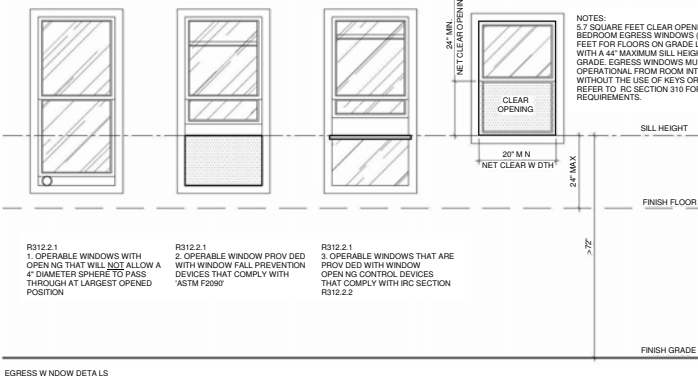 24" MIN.
NET CLEAR OPENING
NOTES:
5.7 SQUARE FEET CLEAR OPENI
BEDROOM EGRESS WINDOWS (
FEET FOR FLOORS ON GRADE L
WITH A 44" MAXIMUM SILL HEIGH
GRADE. EGRESS WINDOWS MU
OPERATIONAL FROM ROOM INT
WITHOUT THE USE OF KEYS OR
REFER TO RC SECTION 310 FOR
REQUIREMENTS.
CLEAR
OPENING
SILL HEIGHT
20" M N
NET CLEAR W DTH
24" MAX
FINISH FLOOR
>72"
R312.2.1
1. OPERABLE WINDOWS WITH
OPEN NG THAT WILL NOT ALLOW A
4" DIAMETER SPHERE TO PASS
THROUGH AT LARGEST OPENED
POSITION
R312.2.1
2. OPERABLE WINDOW PROV DED
WITH WINDOW FALL PREVENTION
DEVICES THAT COMPLY WITH
'ASTM F2090'
R312.2.1
3. OPERABLE WINDOWS THAT ARE
PROV DED WITH WINDOW
OPEN NG CONTROL DEVICES
THAT COMPLY WITH IRC SECTION
R312.2.2
FINISH GRADE
EGRESS W NDOW DETA LS